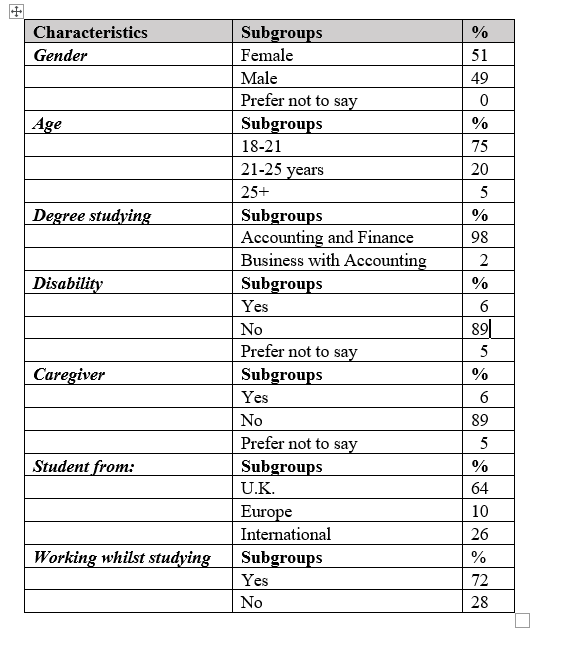 Characteristics Subgroups %
Gender Female 51
Male 49
Prefer not to say 0
Age Subgroups %
18-21 75
21-25 years 20
25+ 5
Degree studying Subgroups %
Accounting and Finance 98
Business with Accounting 2
Disability Subgroups %
Yes 6
No 89
Prefer not to say 5
Caregiver Subgroups %
Yes 6
No 89
Prefer not to say 5
Student from: Subgroups %
U.K. 64
Europe 10
International 26
Working whilst studying Subgroups %
Yes 72
No 28